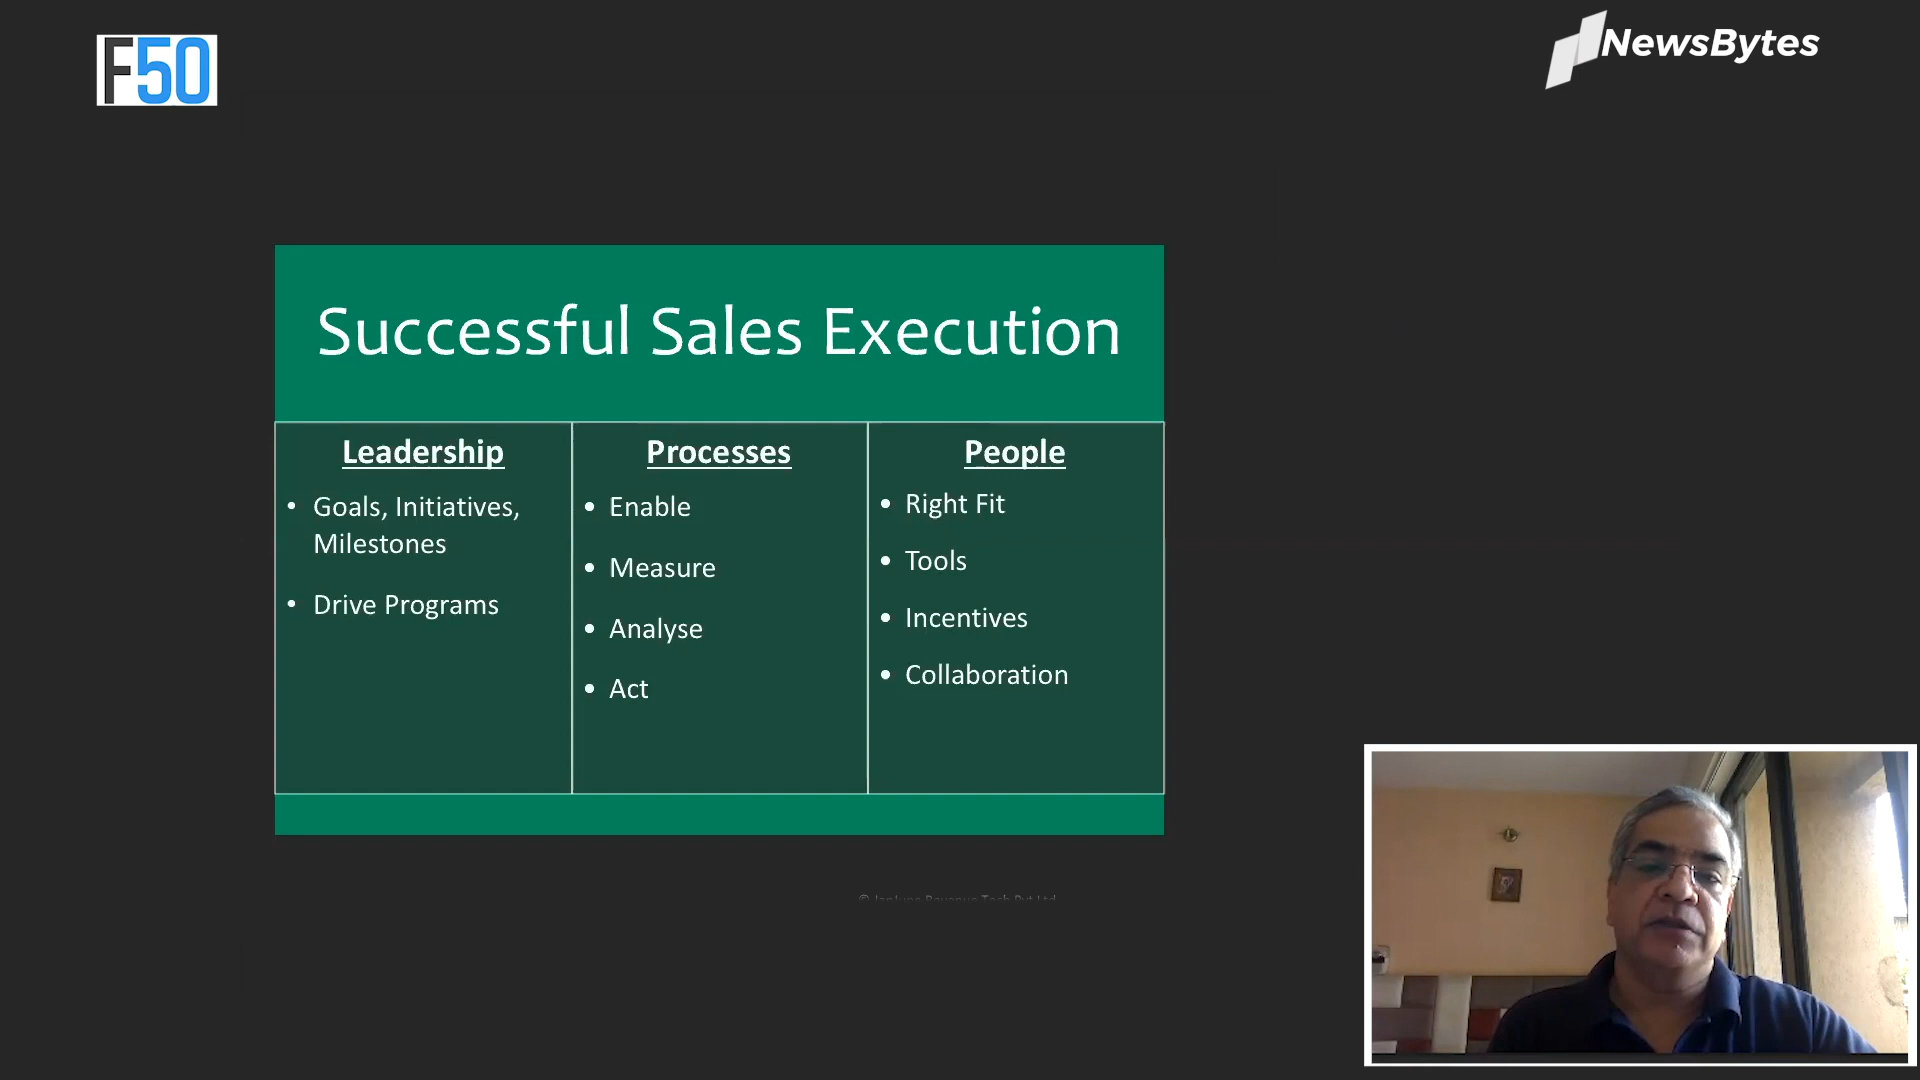 F50
NewsBytes
Successful Sales Execution
Leadership
• Goals, Initiatives,
Milestones
• Drive Programs
Processes
• Enable
• Measure
• Analyse
• Act
People
• Right Fit
• Tools
• Incentives
• Collaboration